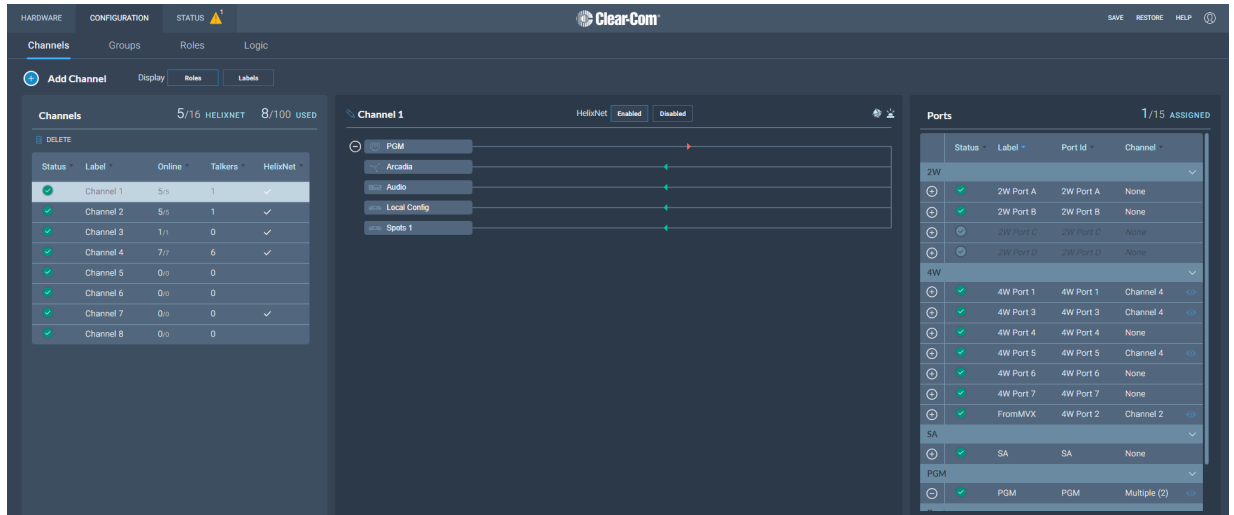 HARDWARE CONFIGURATION STATUS 1 Clear-Com SAVE RESTORE HELP
Channels Groups Roles Logic
Add Channel Display Roles Labels
Channels 5/16 HELIXNET 8/100 USED
DELETE
Status Label Online Talkers HelixNet
Channel 1 5/5 1
Channel 2 5/5 1
Channel 3 1/1 0
Channel 4 7/7 6
Channel 5 0/0 0
Channel 6 0/0 0
Channel 7 0/0 0
Channel 8 0/0 0
Channel 1 HelixNet Enabled Disabled
PGM
Arcadia
Audio
Local Config
Spots 1
Ports 1/15 ASSIGNED
Status Label Port Id Channel
2W
2W Port A 2W Port A None
2W Port B 2W Port B None
2W Port C 2W Port C None
2W Port D 2W Port D None
4W
4W Port 1 4W Port 1 Channel 4
4W Port 3 4W Port 3 Channel 4
4W Port 4 4W Port 4 None
4W Port 5 4W Port 5 Channel 4
4W Port 6 4W Port 6 None
4W Port 7 4W Port 7 None
FromMVX 4W Port 2 Channel 2
SA
SA SA None
PGM
PGM PGM Multiple (2)